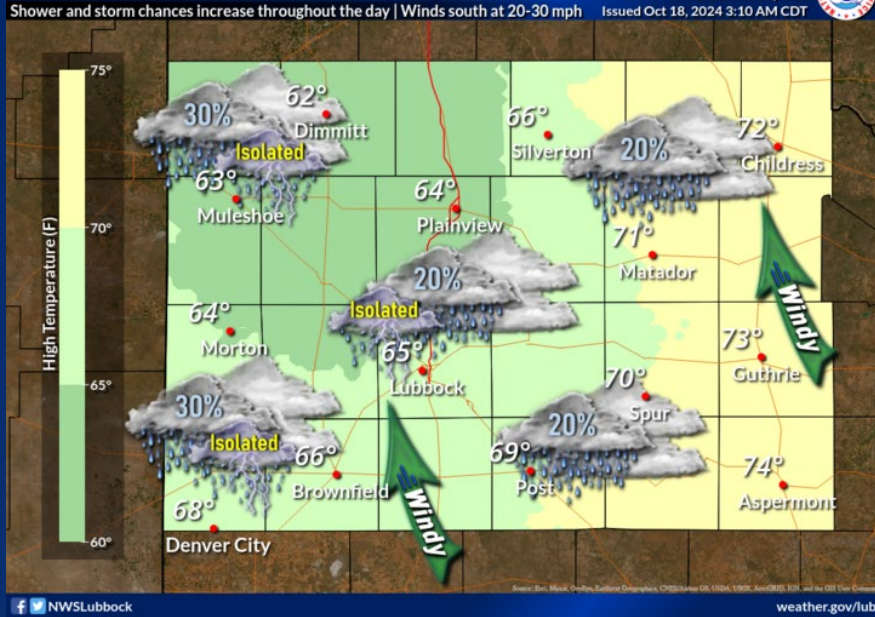 Shower and storm chances increase throughout the day | Winds south at 20-30 mph
Issued Oct 18, 2024 3:10 AM CDT
High Temperature (F)
75°
70°
65°
60°
30%
Isolated
62°
Dimmitt
66°
Silverton
20%
72°
Childress
63°
Muleshoe
64°
Plainview
71°
Matador
20%
Isolated
64°
Morton
65°
Lubbock
73°
Guthrie
Windy
30%
Isolated
66°
Brownfield
70°
Spur
20%
69°
Post
74°
Aspermont
68°
Denver City
Windy
NWSLubbock
weather.gov/lub